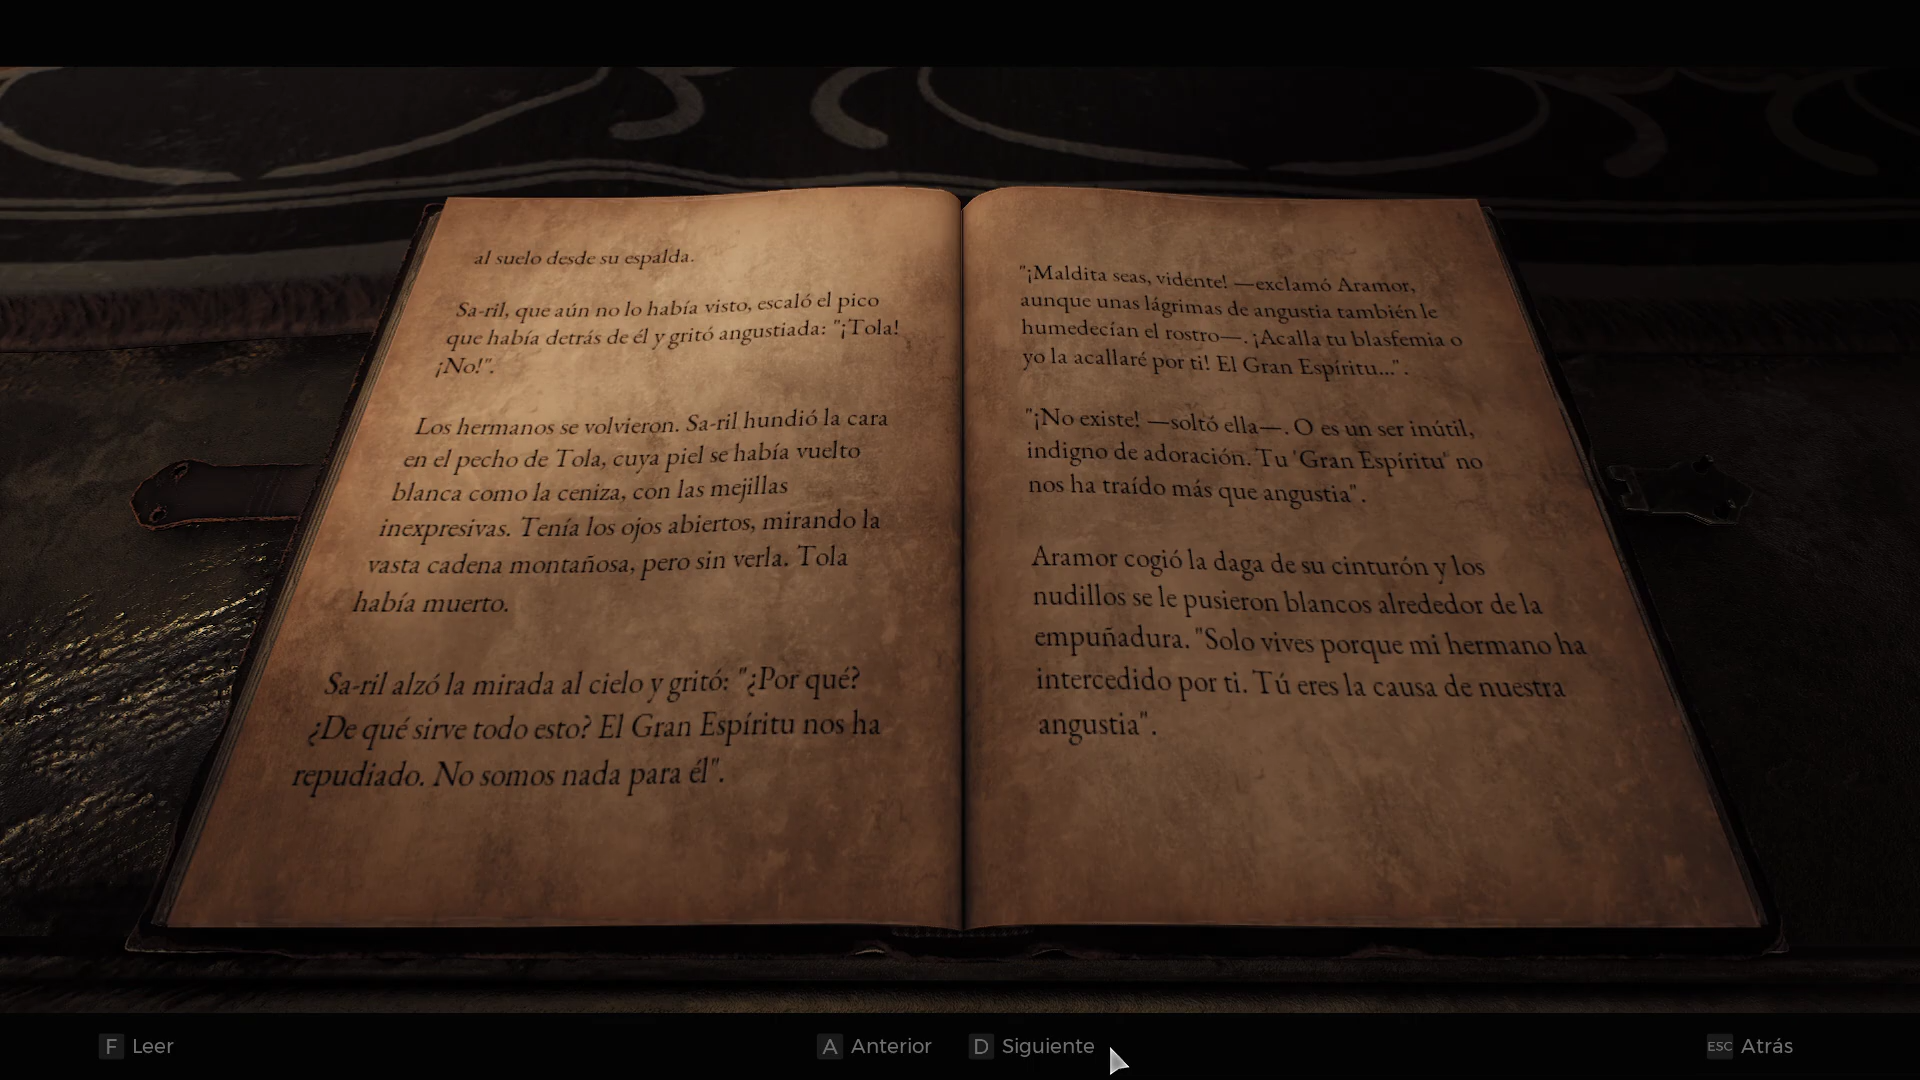 al suelo desde su espalda.
Sa-ril, que aún no lo había visto, escaló el pico
que había detrás de él y gritó angustiada: "¡Tola!
¡No!".
Los hermanos se volvieron. Sa-ril hundió la cara
en el pecho de Tola, cuya piel se había vuelto
blanca como la ceniza, con las mejillas
inexpresivas. Tenía los ojos abiertos, mirando la
vasta cadena montañosa, pero sin verla. Tola
había muerto.
Sa-ril alzó la mirada al cielo y gritó: "¿Por qué?
¿De qué sirve todo esto? El Gran Espíritu nos ha
repudiado. No somos nada para él".
"¡Maldita seas, vidente! —exclamó Aramor,
aunque unas lágrimas de angustia también le
humedecían el rostro—. ¡Acalla tu blasfemia o
yo la acallaré por ti! El Gran Espíritu...".
"¡No existe! —soltó ella—. O es un ser inútil,
indigno de adoración. Tu 'Gran Espíritu' no
nos ha traído más que angustia".
Aramor cogió la daga de su cinturón y los
nudillos se le pusieron blancos alrededor de la
empuñadura. "Solo vives porque mi hermano ha
intercedido por ti. Tú eres la causa de nuestra
angustia".
F Leer
A Anterior
D Siguiente
ESC Atrás